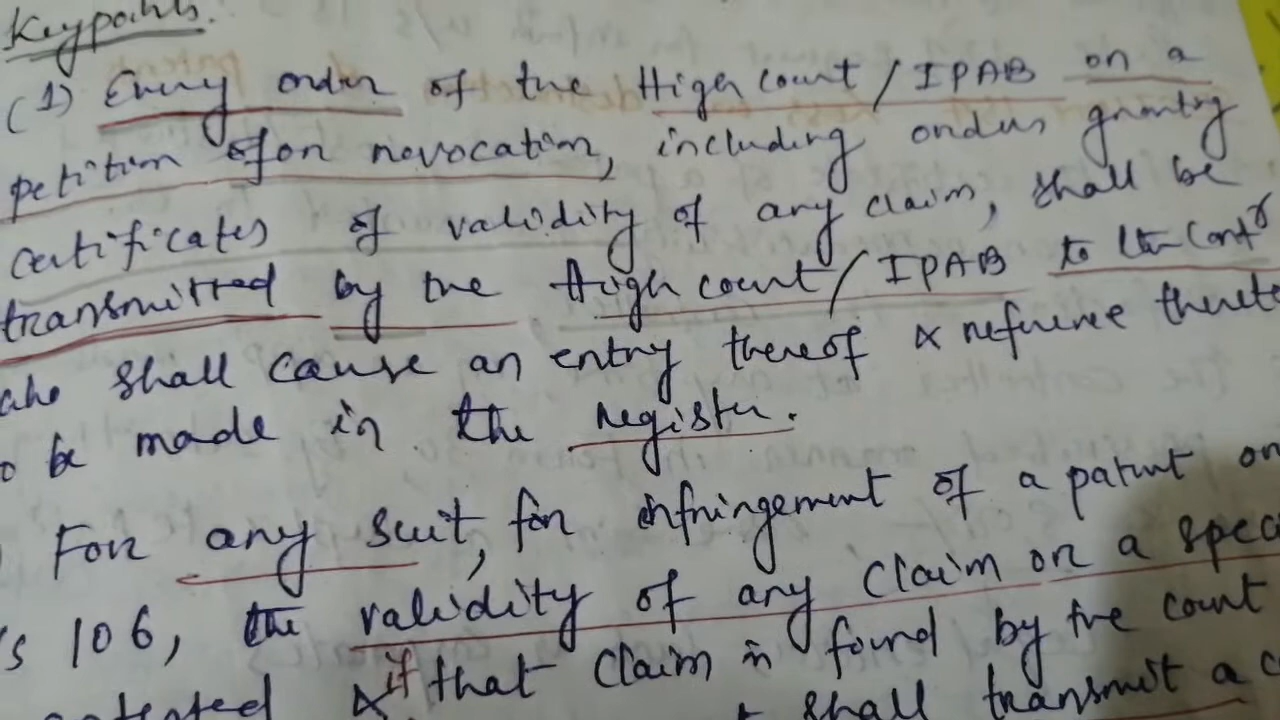 Keypoints.
(1) Every order of the High Court / IPAB on a
petition for revocation, including orders granting
certificates of validity of any claim, shall be
transmitted by the High Court / IPAB to the Contr
who shall cause an entry thereof & reference thereto
to be made in the register.
For any suit, for infringement of a patent or
106, the validity of any claim or a spec
if that claim is found by the court
shall transmit a